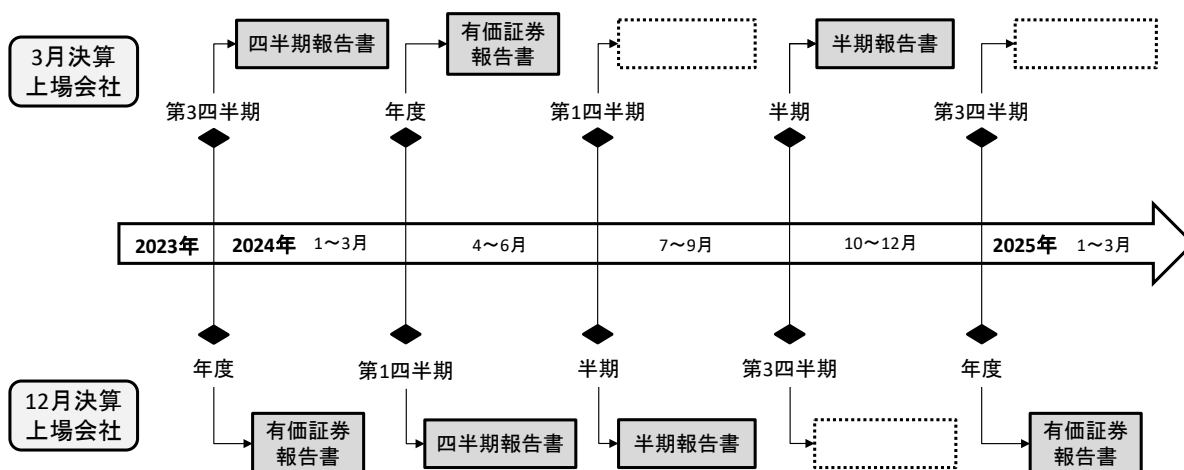 3月決算
上場会社
四半期報告書
有価証券
報告書
半期報告書
第3四半期
年度
第1四半期
半期
第3四半期
2023年
2024年
1～3月
4～6月
7～9月
10～12月
2025年
1～3月
年度
第1四半期
半期
第3四半期
年度
12月決算
上場会社
有価証券
報告書
四半期報告書
半期報告書
有価証券
報告書